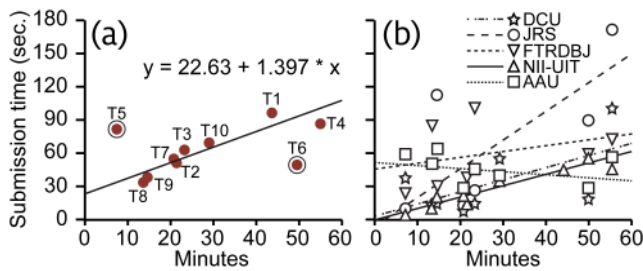 Submission time (sec.)
180
150
120
90
60
30
0
(a)
y = 22.63 + 1.397 * x
T5
T1
T4
T3
T10
T7
T2
T6
T9
T8
0 10 20 30 40 50 60
Minutes
(b)
DCU
JRS
FTRDBJ
NII-UIT
AAU
0 10 20 30 40 50 60
Minutes